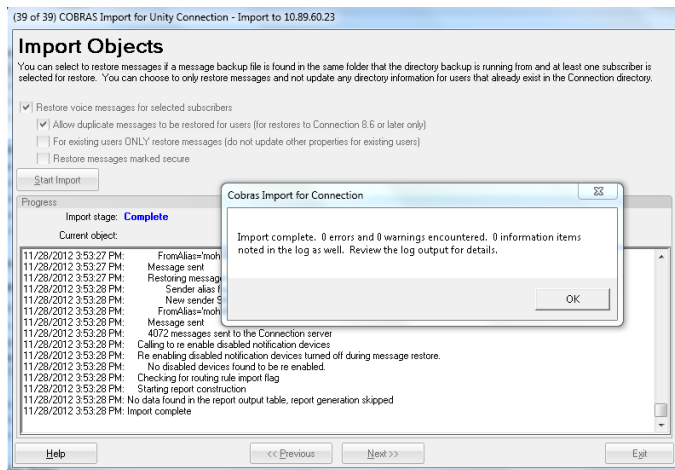 (39 of 39) COBRAS Import for Unity Connection - Import to 10.89.60.23
Import Objects
You can select to restore messages if a message backup file is found in the same folder that the directory backup is running from and at least one subscriber is
selected for restore. You can choose to only restore messages and not update any directory information for users that already exist in the Connection directory.
Restore voice messages for selected subscribers
Allow duplicate messages to be restored for users (for restores to Connection 8.6 or later only)
For existing users ONLY restore messages (do not update other properties for existing users)
Restore messages marked secure
Start Import
Progress
Import stage: Complete
Current object:
11/28/2012 3:53:27 PM: FromAlias='moh
11/28/2012 3:53:27 PM: Message sent
11/28/2012 3:53:27 PM: Restoring message
11/28/2012 3:53:28 PM: Sender alias f
11/28/2012 3:53:28 PM: New sender S
11/28/2012 3:53:28 PM: FromAlias='moh
11/28/2012 3:53:28 PM: Message sent
11/28/2012 3:53:28 PM: 4072 messages sent to the Connection server
11/28/2012 3:53:28 PM: Calling to re enable disabled notification devices
11/28/2012 3:53:28 PM: Re enabling disabled notification devices turned off during message restore.
11/28/2012 3:53:28 PM: No disabled devices found to be re enabled.
11/28/2012 3:53:28 PM: Checking for routing rule import flag
11/28/2012 3:53:28 PM: Starting report construction
11/28/2012 3:53:28 PM: No data found in the report output table, report generation skipped
11/28/2012 3:53:28 PM: Import complete
Cobras Import for Connection
Import complete. 0 errors and 0 warnings encountered. 0 information items
noted in the log as well. Review the log output for details.
OK
Help
<< Previous
Next >>
Exit